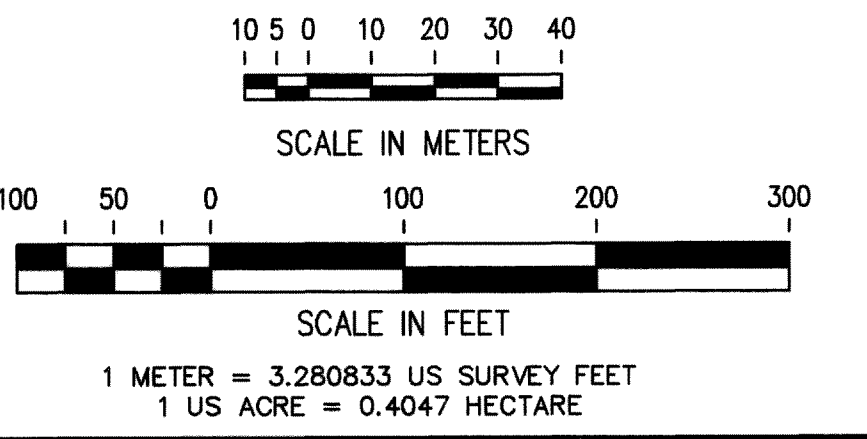 10 5 0 10 20 30 40
SCALE IN METERS
100 50 0 100 200 300
SCALE IN FEET
1 METER = 3.280833 US SURVEY FEET
1 US ACRE = 0.4047 HECTARE